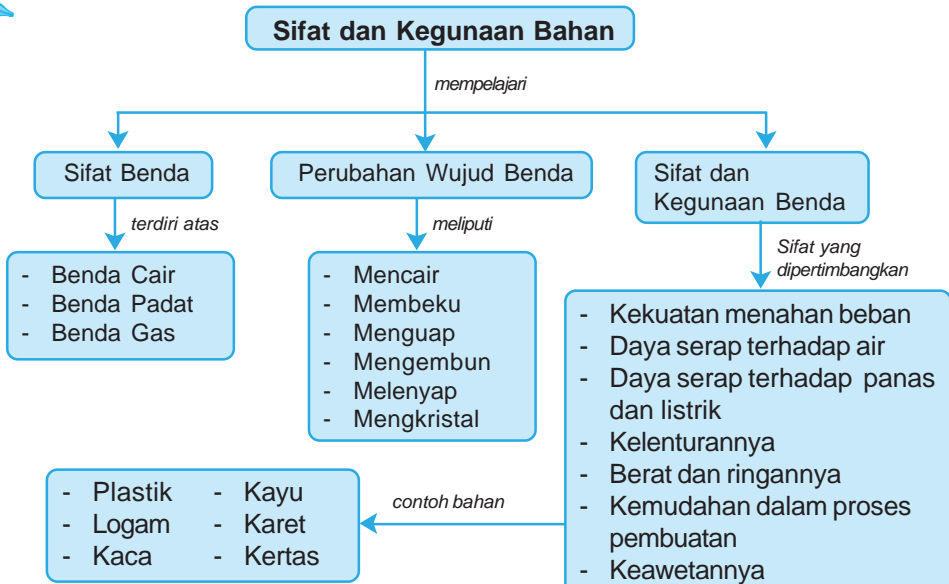 Sifat dan Kegunaan Bahan
mempelajari
Sifat Benda
Perubahan Wujud Benda
Sifat dan
Kegunaan Benda
terdiri atas
meliputi
Sifat yang
dipertimbangkan
- Benda Cair
- Benda Padat
- Benda Gas
- Mencair
- Membeku
- Menguap
- Mengembun
- Melenyap
- Mengkristal
- Kekuatan menahan beban
- Daya serap terhadap air
- Daya serap terhadap panas
dan listrik
- Kelenturannya
- Berat dan ringannya
- Kemudahan dalam proses
pembuatan
- Keawetannya
contoh bahan
- Plastik - Kayu
- Logam - Karet
- Kaca - Kertas